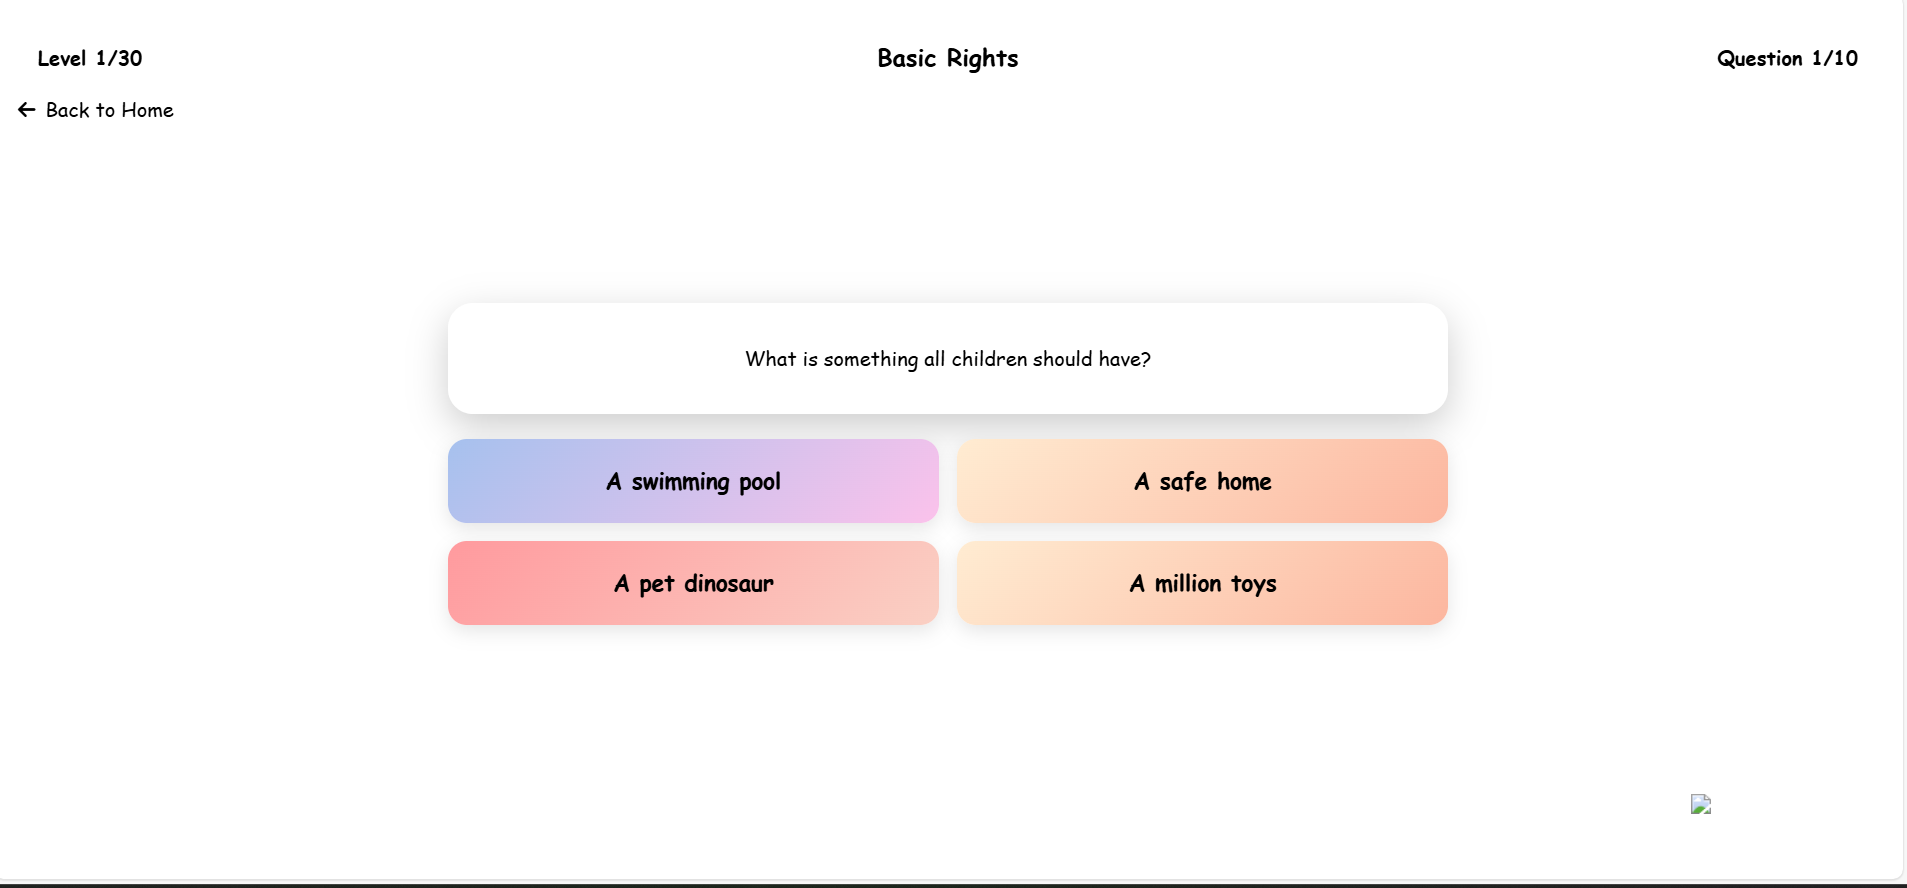 Level 1/30
Basic Rights
Question 1/10
← Back to Home
What is something all children should have?
A swimming pool
A safe home
A pet dinosaur
A million toys